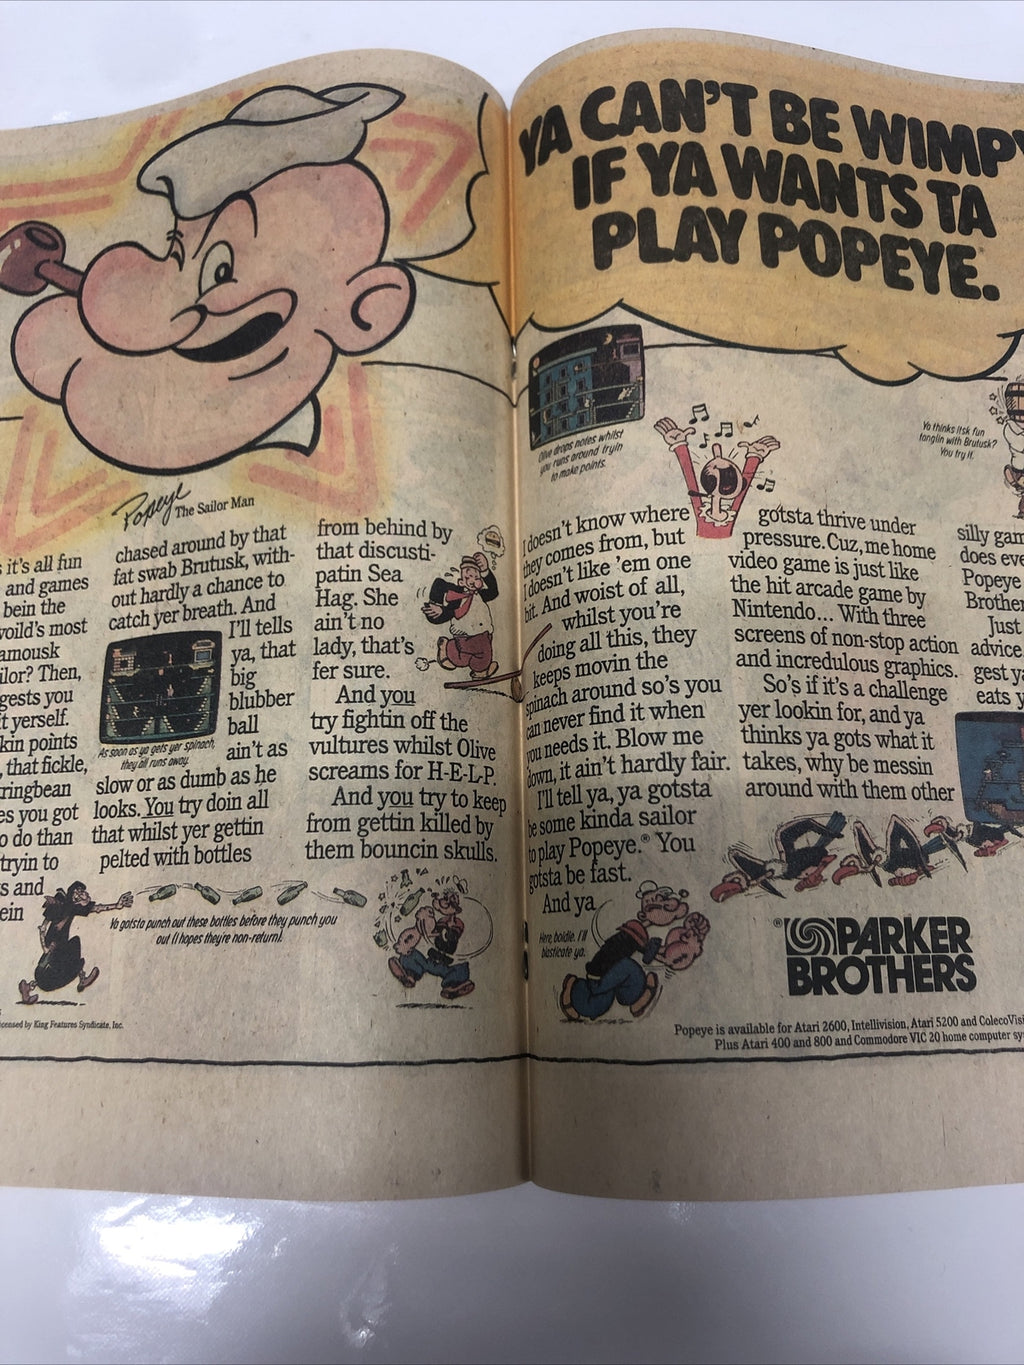 YA CAN'T BE WIMPY
IF YA WANTS TA
PLAY POPEYE.
Popeye The Sailor Man
it's all fun
and games
bein the
voild's most
amousk
ilor? Then,
gests you
it yerself.
kin points
, that fickle,
ringbean
es you got
o do than
tryin to
s and
ein
chased around by that
fat swab Brutusk, with-
out hardly a chance to
catch yer breath. And
I'll tells
ya, that
big
blubber
ball
ain't as
slow or as dumb as he
looks. You try doin all
that whilst yer gettin
pelted with bottles
As soon as ya gets yer spinach,
they all runs away.
from behind by
that discusti-
patin Sea
Hag. She
ain't no
lady, that's
fer sure.
And you
try fightin off the
vultures whilst Olive
screams for H-E-L-P.
And you try to keep
from gettin killed by
them bouncin skulls.
Ya gotsta punch out these bottles before they punch you
out (I hopes they're non-return).
icensed by King Features Syndicate, Inc.
Olive drops notes whilst
you runs around tryin
to make points.
I doesn't know where
they comes from, but
I doesn't like 'em one
bit. And woist of all,
whilst you're
doing all this, they
keeps movin the
spinach around so's you
can never find it when
you needs it. Blow me
down, it ain't hardly fair.
I'll tell ya, ya gotsta
be some kinda sailor
to play Popeye.® You
gotsta be fast.
And ya
Here, baldie. I'll
blasticate ya.
gotsta thrive under
pressure. Cuz, me home
video game is just like
the hit arcade game by
Nintendo... With three
screens of non-stop action
and incredulous graphics.
So's if it's a challenge
yer lookin for, and ya
thinks ya gots what it
takes, why be messin
around with them other
Ya thinks itsk fun
tanglin with Brutusk?
You try it.
silly gam
does eve
Popeye
Brother
Just
advice.
gest ya
eats y
® PARKER
BROTHERS
Popeye is available for Atari 2600, Intellivision, Atari 5200 and ColecoVisi
Plus Atari 400 and 800 and Commodore VIC 20 home computer sy